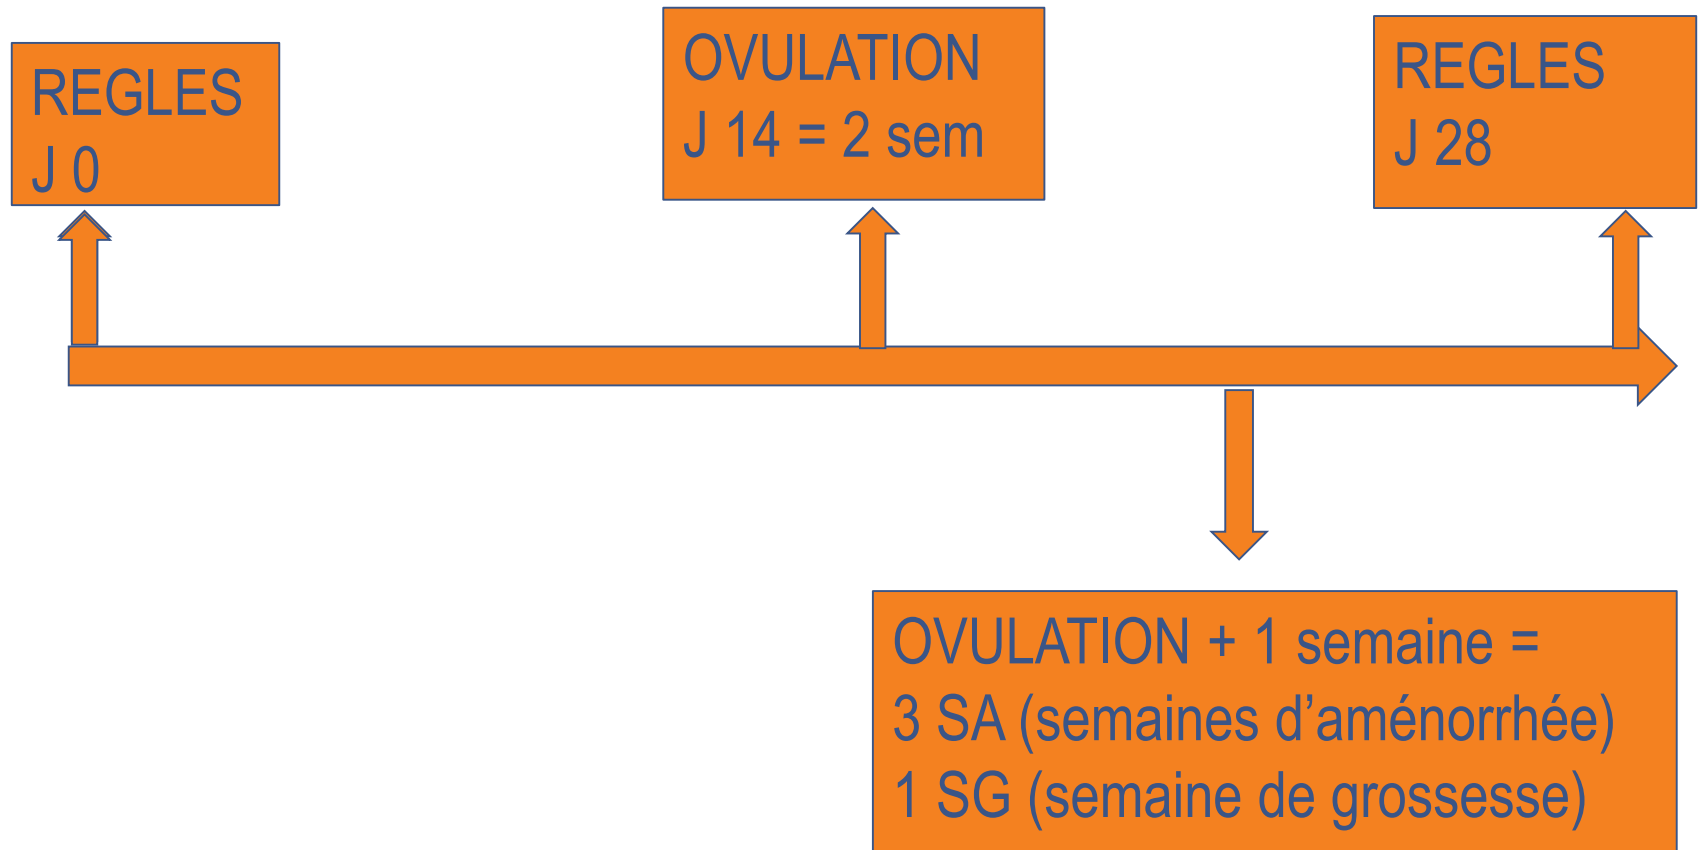 REGLES
J 0
OVULATION
J 14 = 2 sem
REGLES
J 28
OVULATION + 1 semaine =
3 SA (semaines d’aménorrhée)
1 SG (semaine de grossesse)